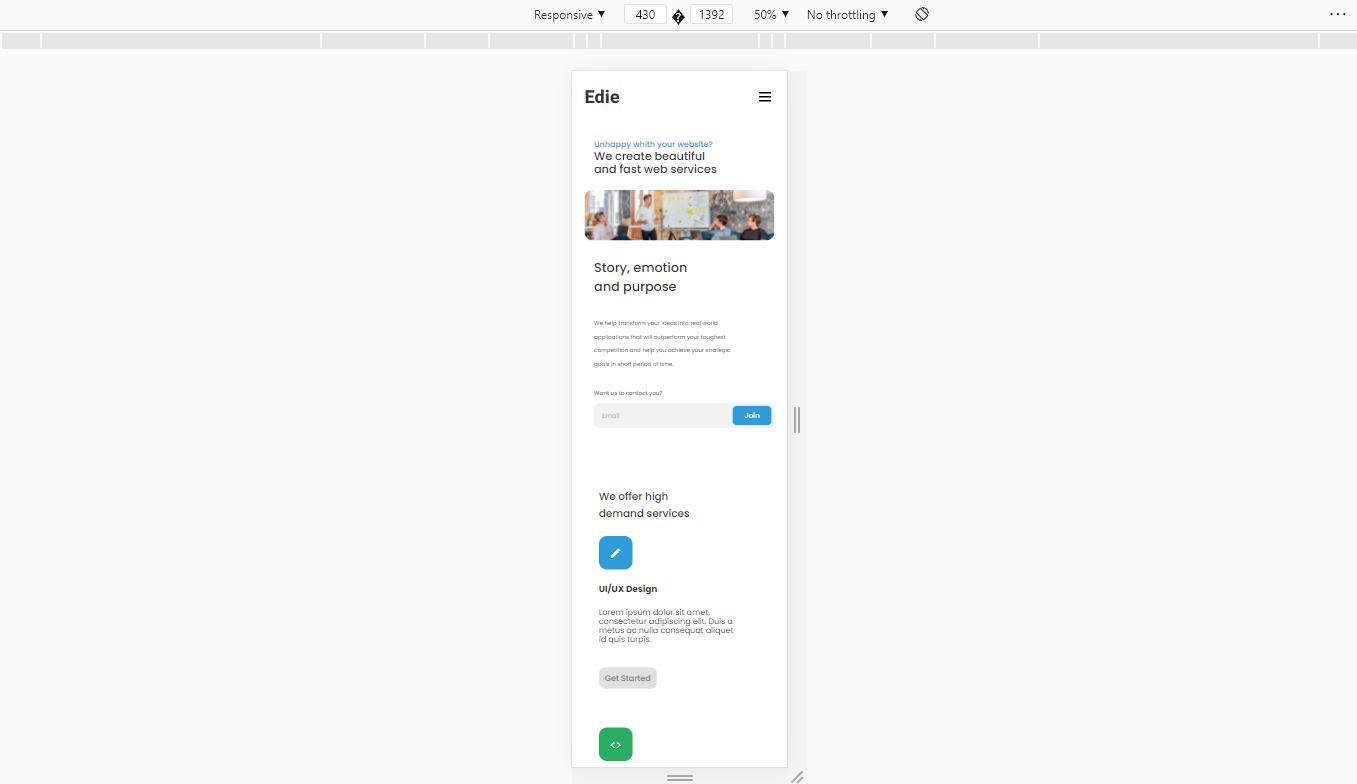 Responsive ▼ 430 1392 50% ▼ No throttling ▼
Edie
Unhappy whith your website?
We create beautiful
and fast web services
Story, emotion
and purpose
We help transform your ideas into real world
applications that will outperform your toughest
competition and help you achieve your strategic
goals in short period of time.
Want us to contact you?
Email Join
We offer high
demand services
UI/UX Design
Lorem ipsum dolor sit amet,
consectetur adipiscing elit. Duis a
metus ac nulla consequat aliquet
id quis turpis.
Get Started